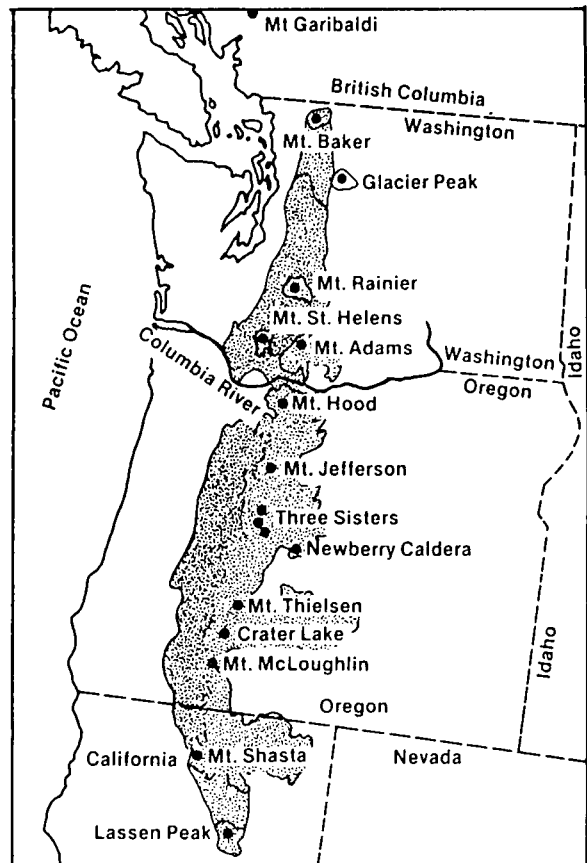 Mt Garibaldi
British Columbia
Washington
Mt. Baker
Glacier Peak
Mt. Rainier
Mt. St. Helens
Mt. Adams
Pacific Ocean
Columbia River
Washington
Oregon
Idaho
Mt. Hood
Mt. Jefferson
Three Sisters
Newberry Caldera
Mt. Thielsen
Crater Lake
Mt. McLoughlin
Idaho
Oregon
California
Mt. Shasta
Nevada
Lassen Peak